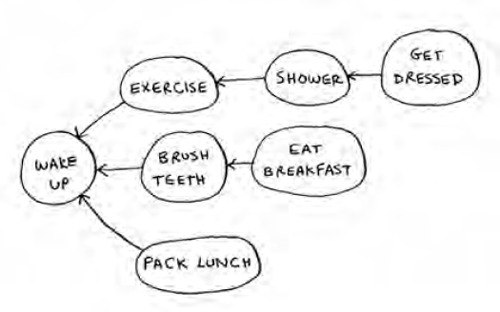 GET
DRESSED
SHOWER
EXERCISE
WAKE
UP
BRUSH
TEETH
EAT
BREAKFAST
PACK LUNCH